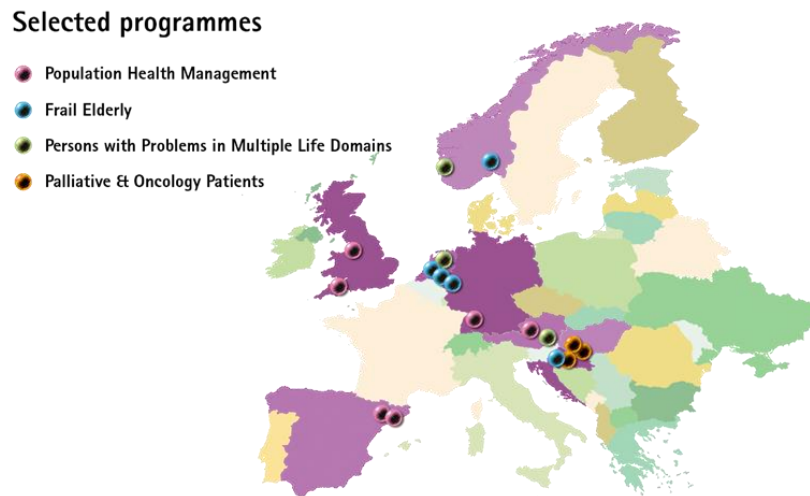 Selected programmes
Population Health Management
Frail Elderly
Persons with Problems in Multiple Life Domains
Palliative & Oncology Patients